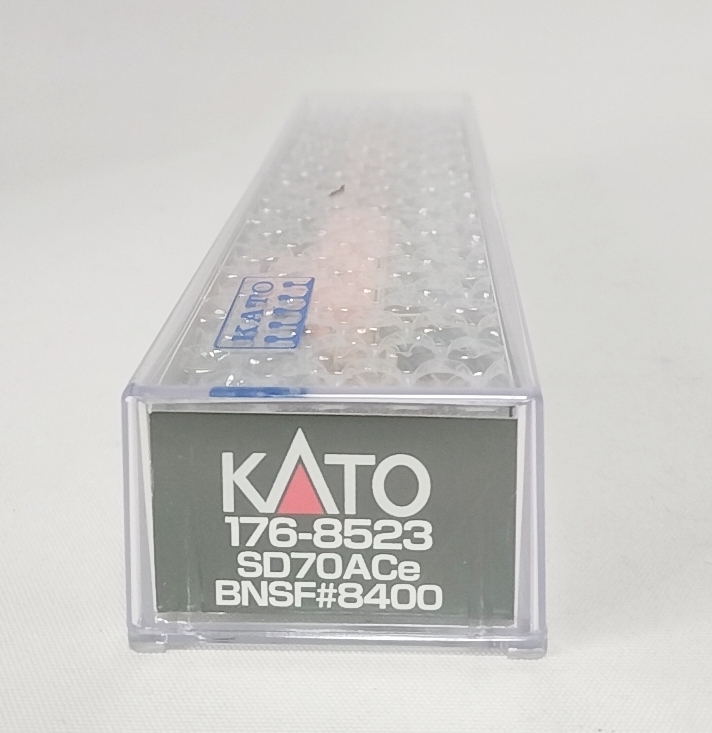 KATO
KATO
176-8523
SD70ACe
BNSF#8400